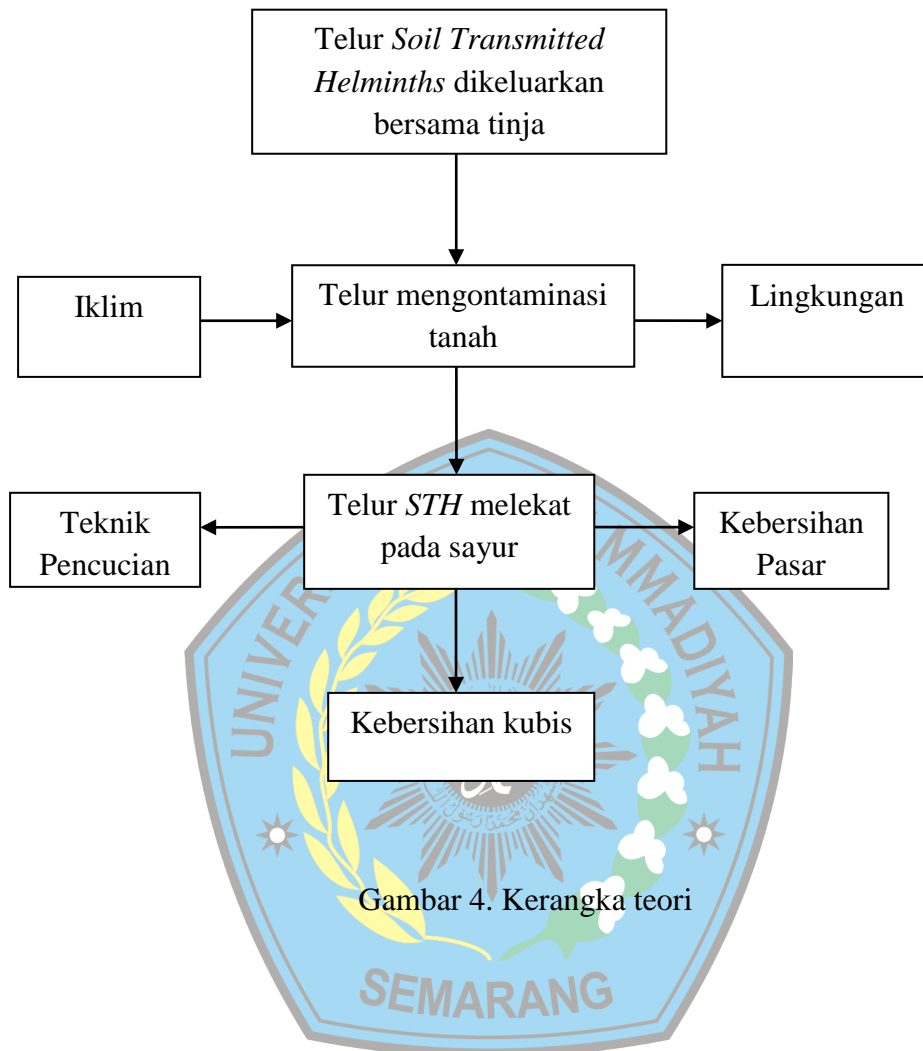 Telur Soil Transmitted
Helminths dikeluarkan
bersama tinja
Iklim
Telur mengontaminasi
tanah
Lingkungan
Teknik
Pencucian
Telur STH melekat
pada sayur
Kebersihan
Pasar
Kebersihan kubis
Gambar 4. Kerangka teori
SEMARANG